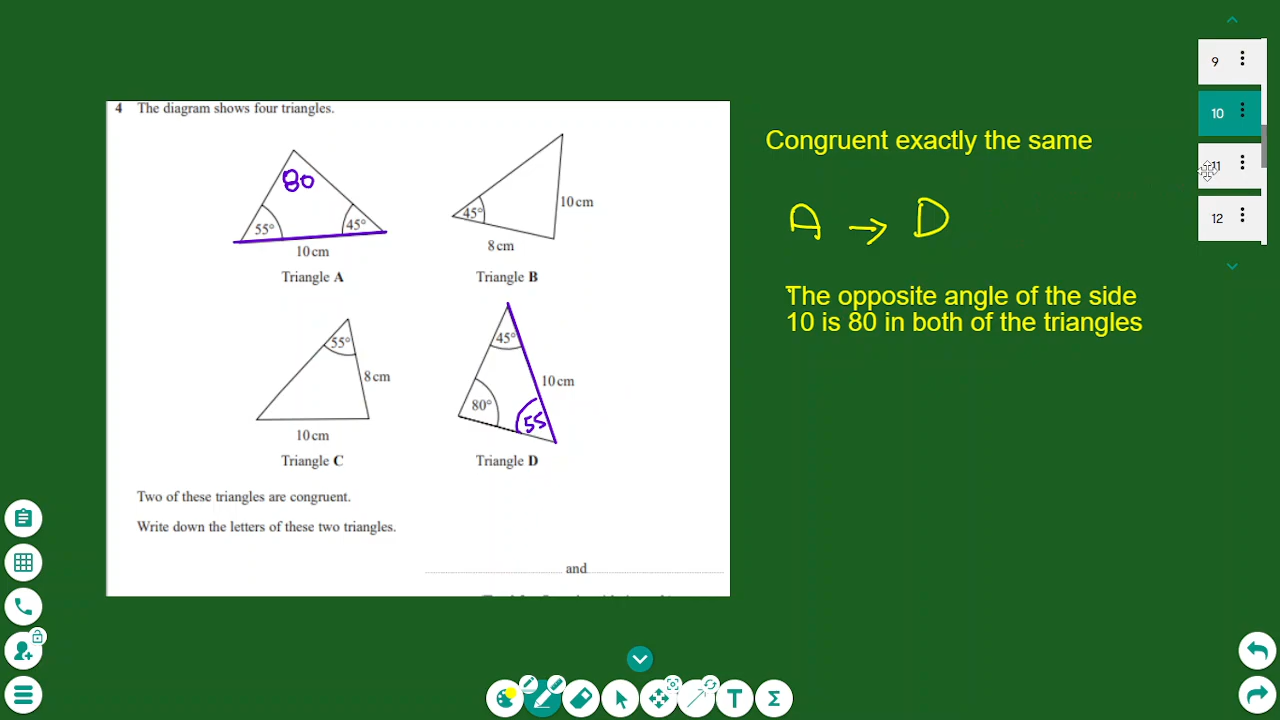 4 The diagram shows four triangles.
80
55°
45°
10 cm
Triangle A
45°
10 cm
8 cm
Triangle B
55°
8 cm
10 cm
Triangle C
45°
10 cm
80°
55
Triangle D
Two of these triangles are congruent.
Write down the letters of these two triangles.
and
Congruent exactly the same
A → D
The opposite angle of the side
10 is 80 in both of the triangles
9
10
11
12
T
Σ